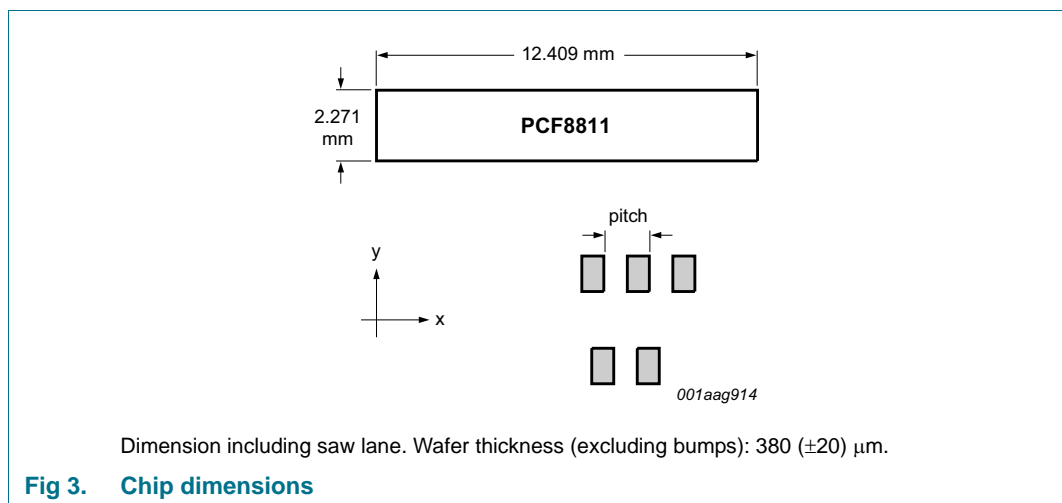 12.409 mm
2.271
mm
PCF8811
pitch
y
x
001aag914
Dimension including saw lane. Wafer thickness (excluding bumps): 380 (±20) μm.
Fig 3. Chip dimensions